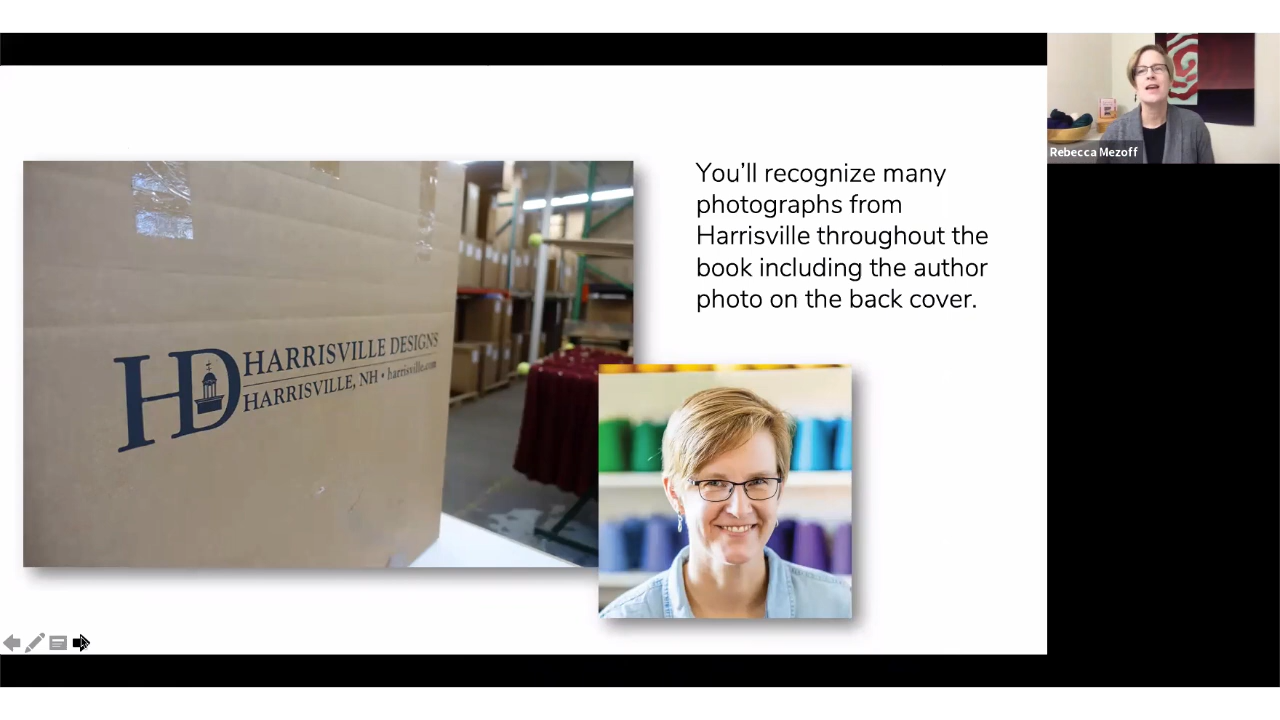 You'll recognize many
photographs from
Harrisville throughout the
book including the author
photo on the back cover.
HD HARRISVILLE DESIGNS
HARRISVILLE, NH • harrisville.com
Rebecca Mezoff